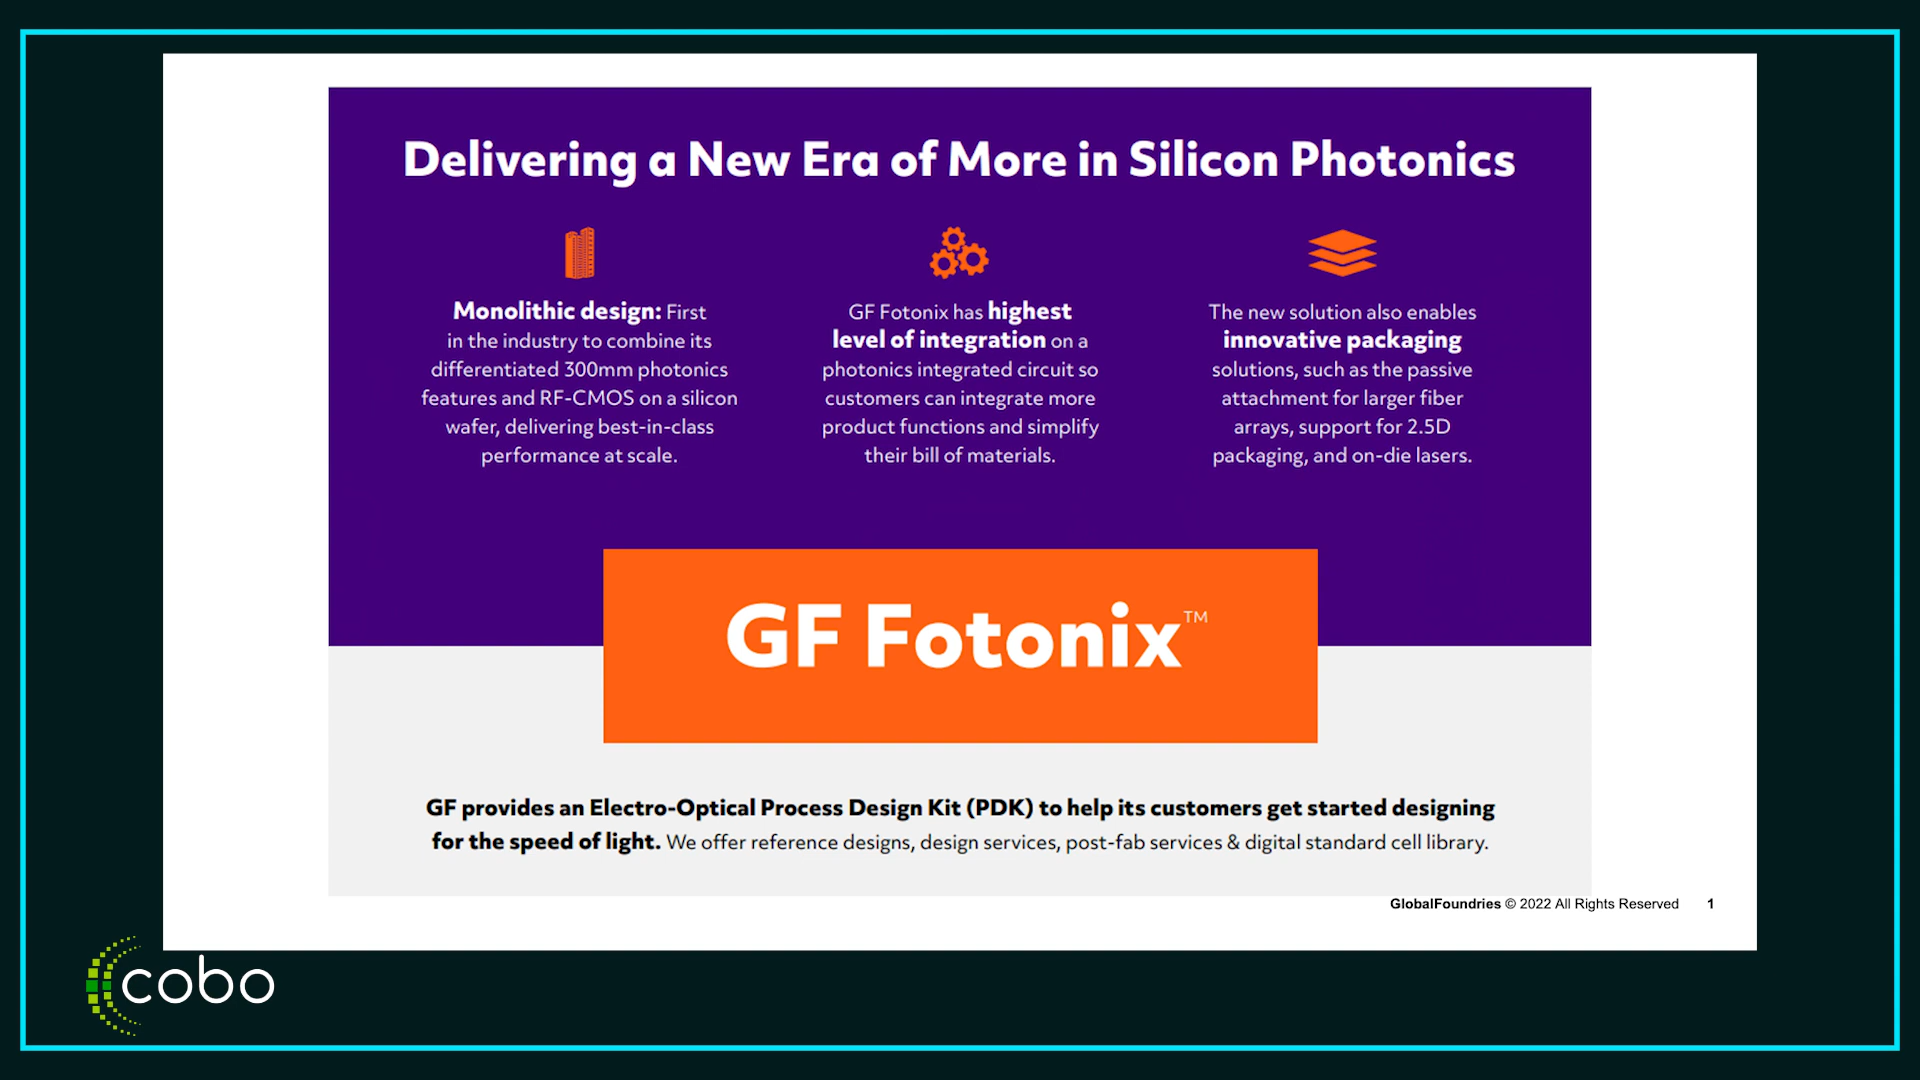 Delivering a New Era of More in Silicon Photonics
Monolithic design: First
in the industry to combine its
differentiated 300mm photonics
features and RF-CMOS on a silicon
wafer, delivering best-in-class
performance at scale.
GF Fotonix has highest
level of integration on a
photonics integrated circuit so
customers can integrate more
product functions and simplify
their bill of materials.
The new solution also enables
innovative packaging
solutions, such as the passive
attachment for larger fiber
arrays, support for 2.5D
packaging, and on-die lasers.
GF Fotonix™
GF provides an Electro-Optical Process Design Kit (PDK) to help its customers get started designing
for the speed of light. We offer reference designs, design services, post-fab services & digital standard cell library.
GlobalFoundries © 2022 All Rights Reserved 1
cobo